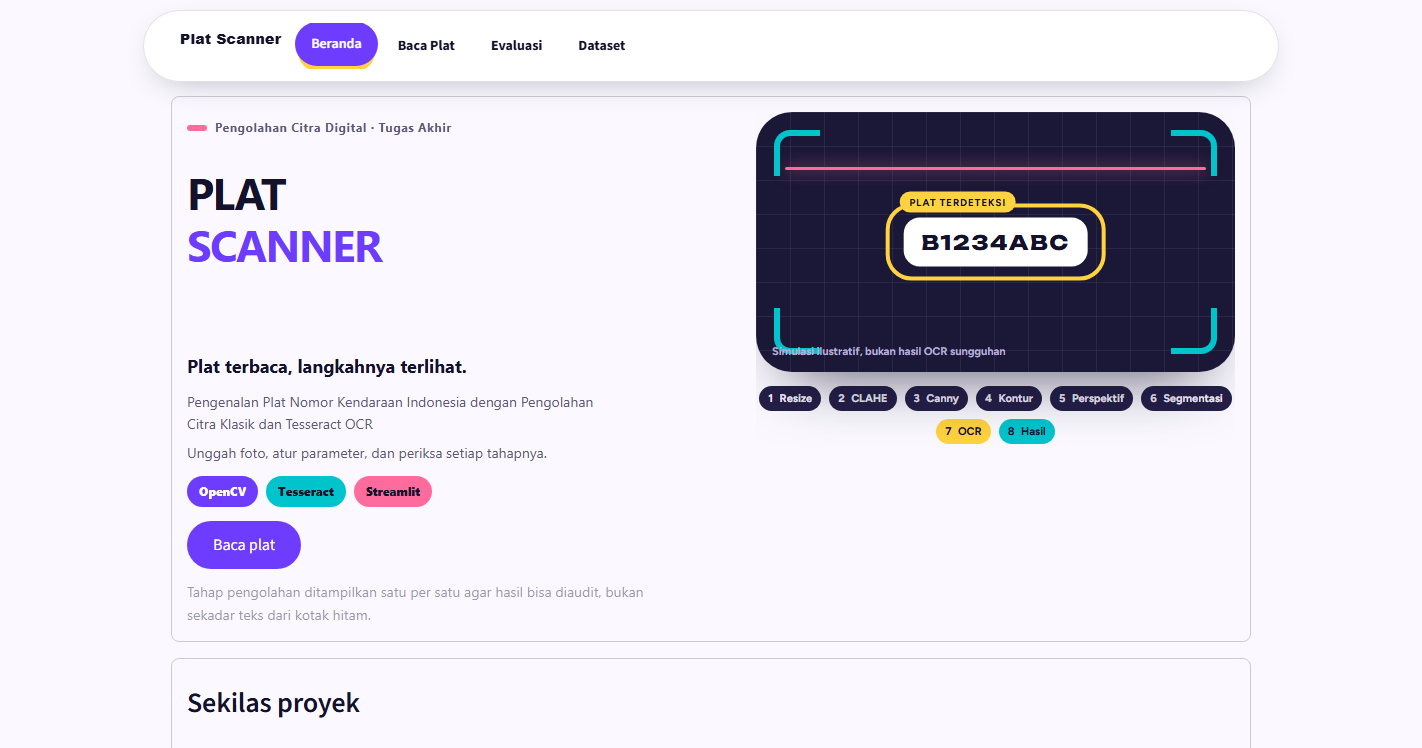 Plat Scanner
Beranda
Baca Plat
Evaluasi
Dataset
Pengolahan Citra Digital · Tugas Akhir
PLAT
SCANNER
Plat terbaca, langkahnya terlihat.
Pengenalan Plat Nomor Kendaraan Indonesia dengan Pengolahan
Citra Klasik dan Tesseract OCR
Unggah foto, atur parameter, dan periksa setiap tahapnya.
OpenCV
Tesseract
Streamlit
Baca plat
Tahap pengolahan ditampilkan satu per satu agar hasil bisa diaudit, bukan
sekadar teks dari kotak hitam.
PLAT TERDETEKSI
B1234ABC
Simulasi ilustratif, bukan hasil OCR sungguhan
1 Resize
2 CLAHE
3 Canny
4 Kontur
5 Perspektif
6 Segmentasi
7 OCR
8 Hasil
Sekilas proyek